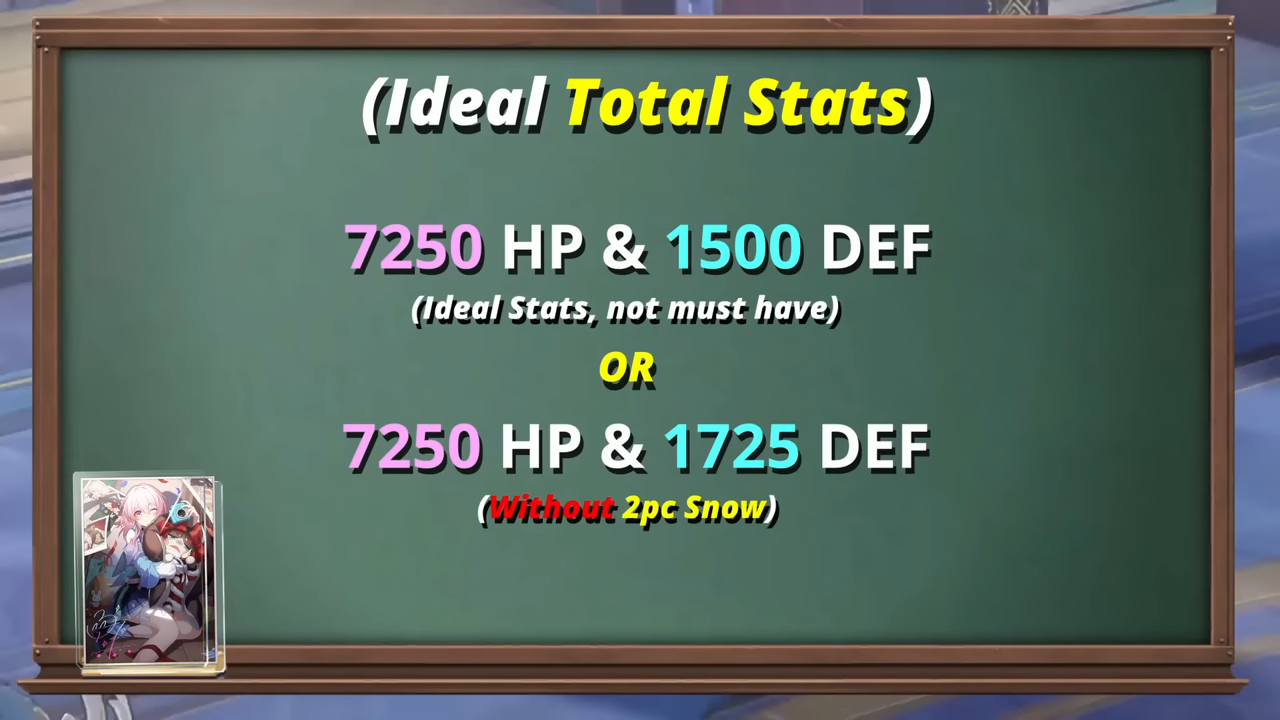 (Ideal Total Stats)
7250 HP & 1500 DEF
(Ideal Stats, not must have)
OR
7250 HP & 1725 DEF
(Without 2pc Snow)